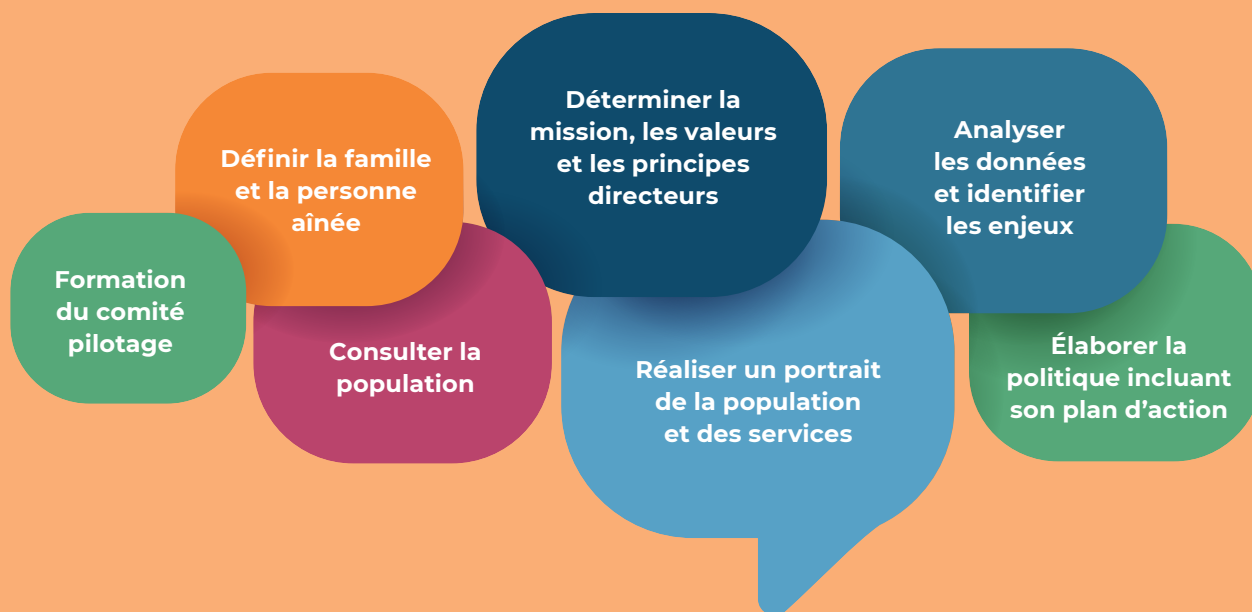 Formation
du comité
pilotage
Définir la famille
et la personne
aînée
Consulter la
population
Déterminer la
mission, les valeurs
et les principes
directeurs
Réaliser un portrait
de la population
et des services
Analyser
les données
et identifier
les enjeux
Élaborer la
politique incluant
son plan d’action